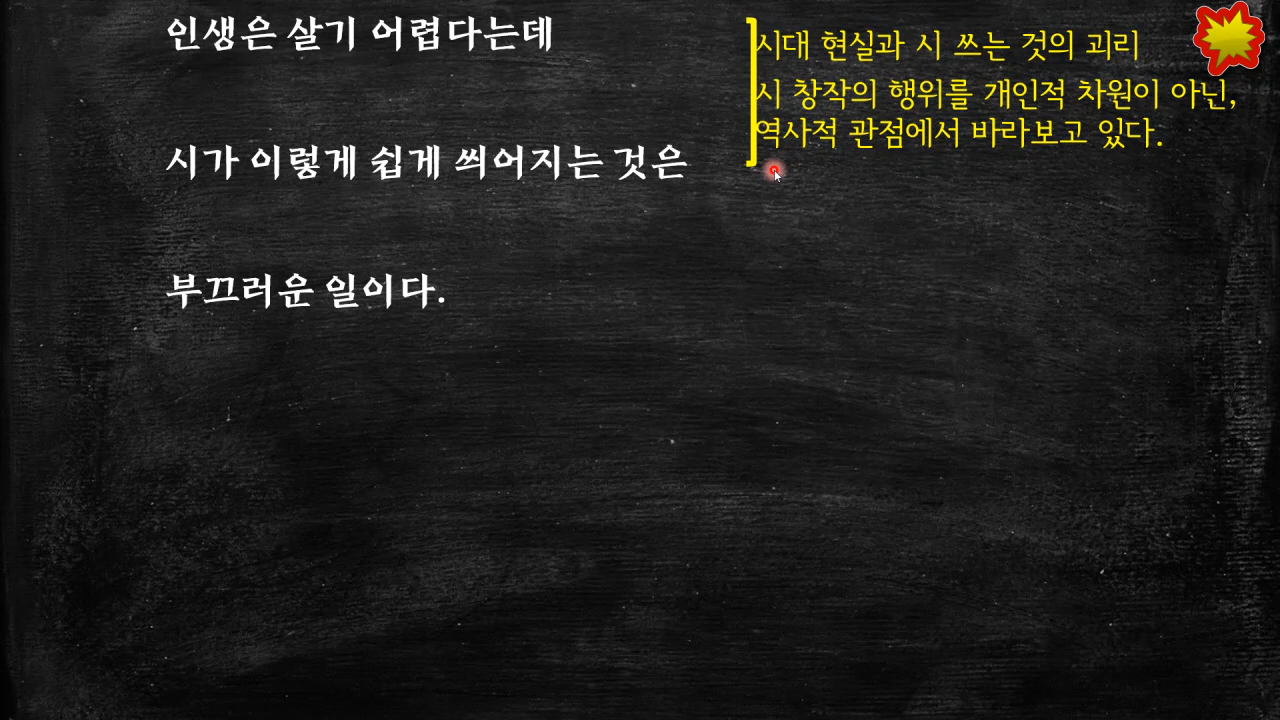 인생은 살기 어렵다는데
시가 이렇게 쉽게 씌어지는 것은
부끄러운 일이다.
시대 현실과 시 쓰는 것의 괴리
시 창작의 행위를 개인적 차원이 아닌,
역사적 관점에서 바라보고 있다.